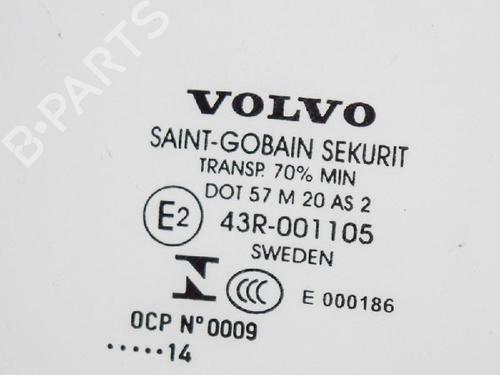 VOLVO
SAINT-GOBAIN SEKURIT
TRANSP. 70% MIN
DOT 57 M 20 AS 2
E2 43R-001105
SWEDEN
CCC E 000186
OCP N° 0009
.....14
B-PARTS